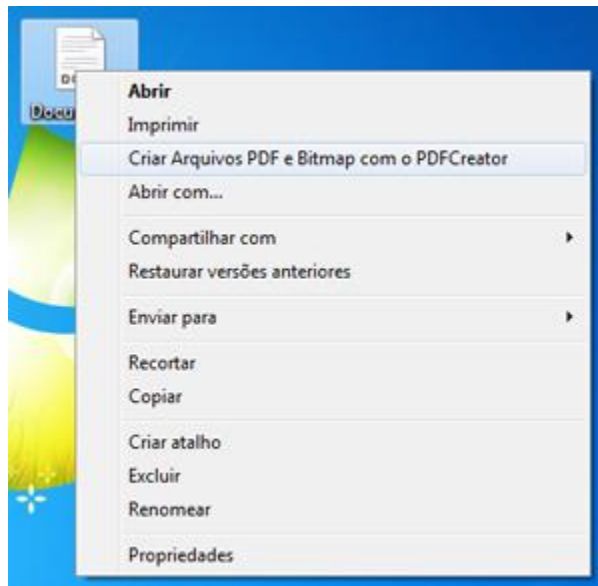 Abrir
Imprimir
Criar Arquivos PDF e Bitmap com o PDFCreator
Abrir com...
Compartilhar com
Restaurar versões anteriores
Enviar para
Recortar
Copiar
Criar atalho
Excluir
Renomear
Propriedades